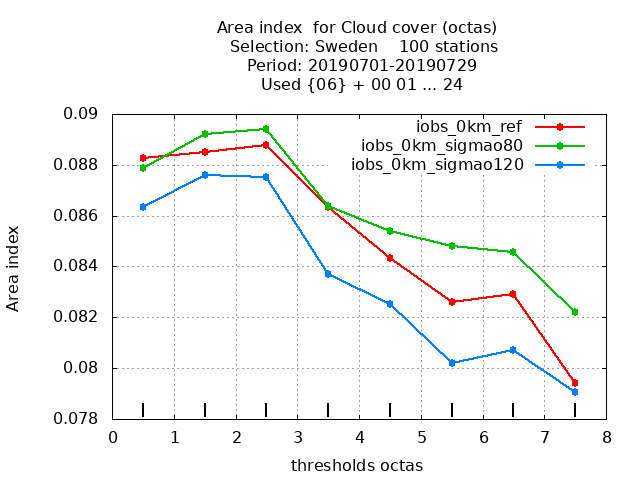 Area index  for Cloud cover (octas)
Selection: Sweden    100 stations
Period: 20190701-20190729
Used {06} + 00 01 ... 24
iobs_0km_ref
iobs_0km_sigmao80
iobs_0km_sigmao120
Area index
0.09
0.088
0.086
0.084
0.082
0.08
0.078
0 1 2 3 4 5 6 7 8
thresholds octas